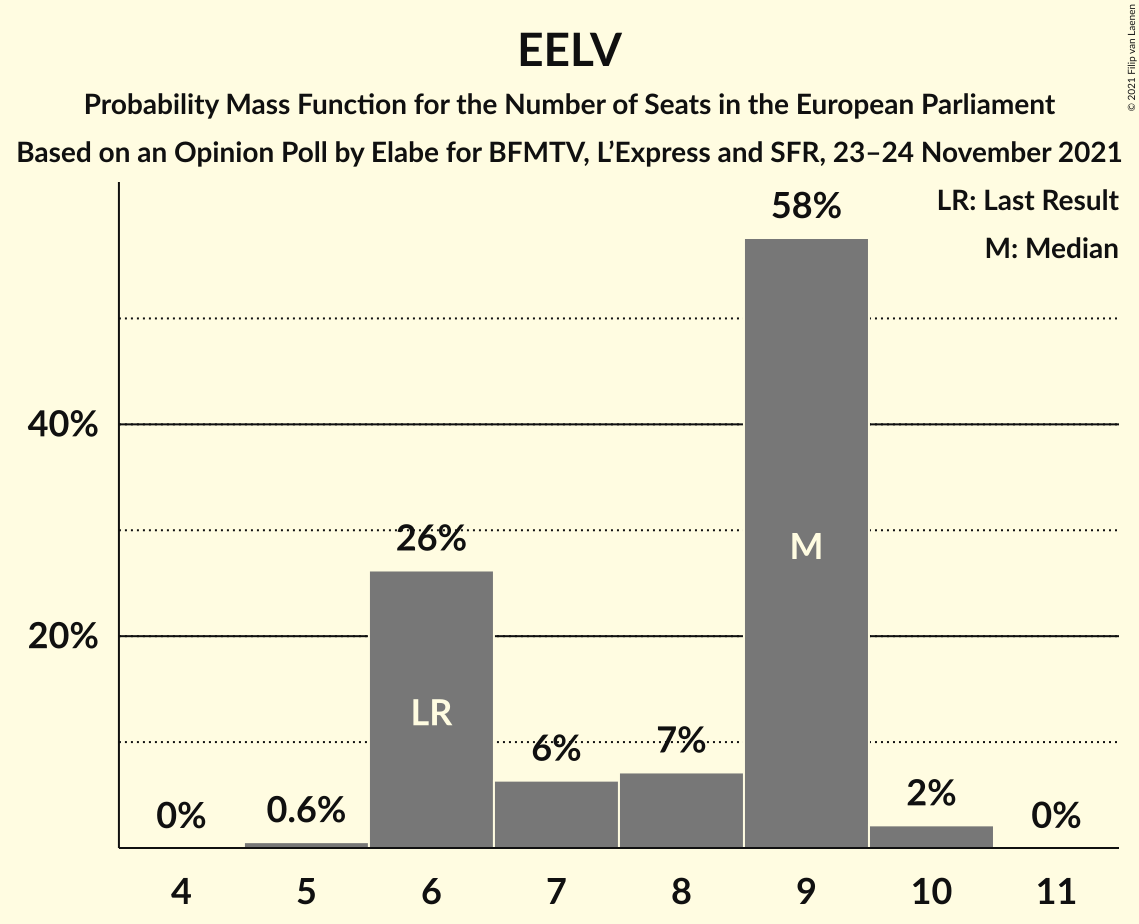 EELV
Probability Mass Function for the Number of Seats in the European Parliament
Based on an Opinion Poll by Elabe for BFMTV, L’Express and SFR, 23–24 November 2021
© 2021 Filip van Laenen
LR: Last Result
M: Median
58%
40%
26%
M
20%
LR
6%
7%
0%
0.6%
2%
0%
4 5 6 7 8 9 10 11